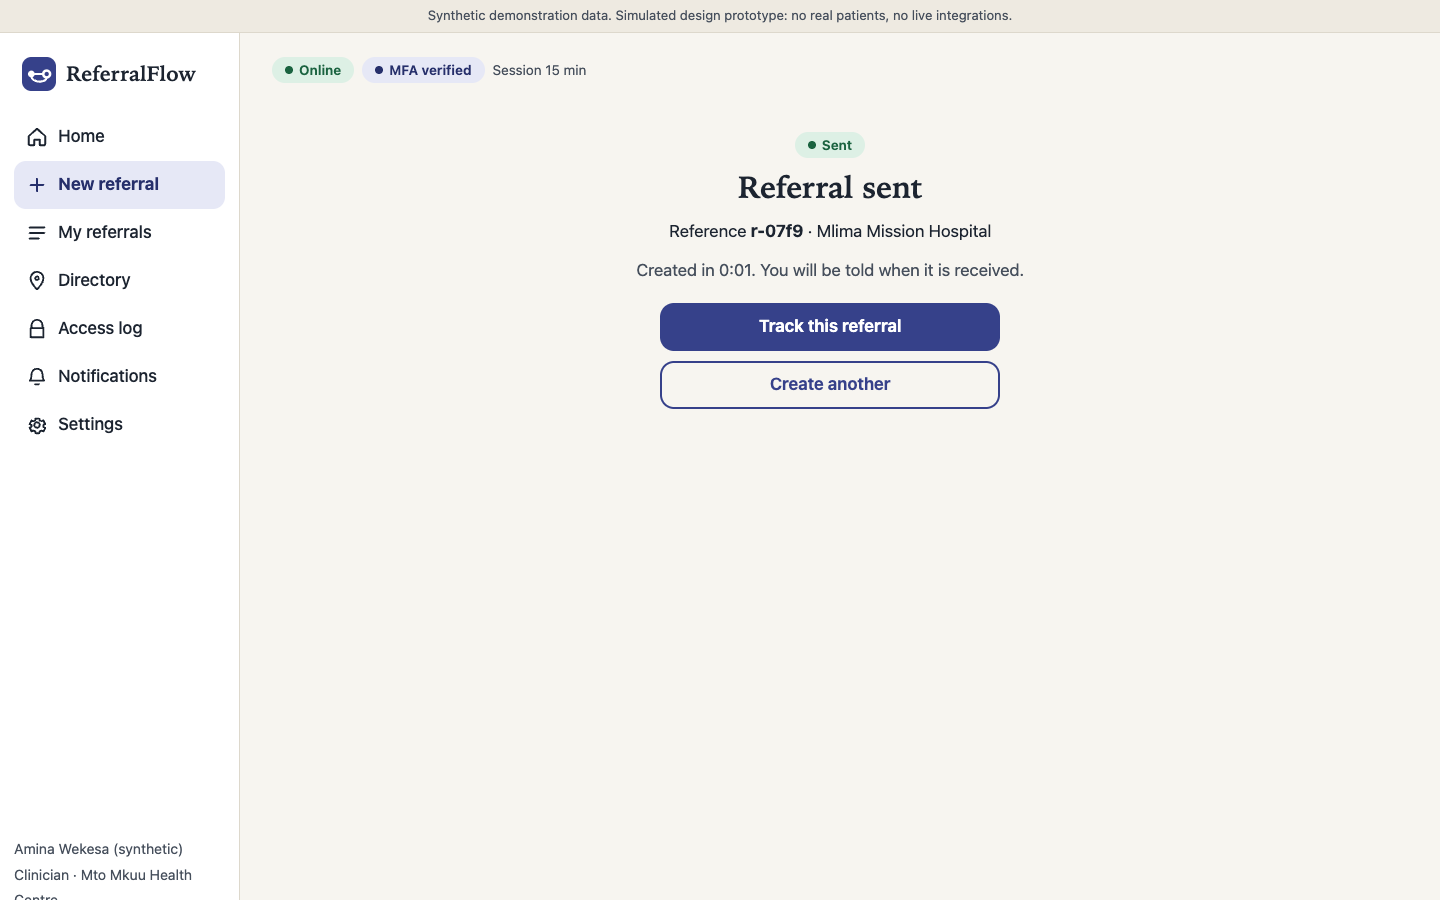 Synthetic demonstration data. Simulated design prototype: no real patients, no live integrations.
ReferralFlow
Home
New referral
My referrals
Directory
Access log
Notifications
Settings
Amina Wekesa (synthetic)
Clinician · Mto Mkuu Health
Centre
Online
MFA verified
Session 15 min
Sent
Referral sent
Reference r-07f9 · Mlima Mission Hospital
Created in 0:01. You will be told when it is received.
Track this referral
Create another